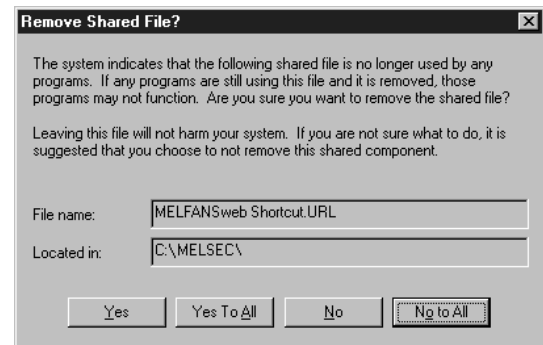 Remove Shared File?
The system indicates that the following shared file is no longer used by any
programs. If any programs are still using this file and it is removed, those
programs may not function. Are you sure you want to remove the shared file?
Leaving this file will not harm your system. If you are not sure what to do, it is
suggested that you choose to not remove this shared component.
File name: MELFANSweb Shortcut.URL
Located in: C:\MELSEC\
Yes Yes To All No No to All